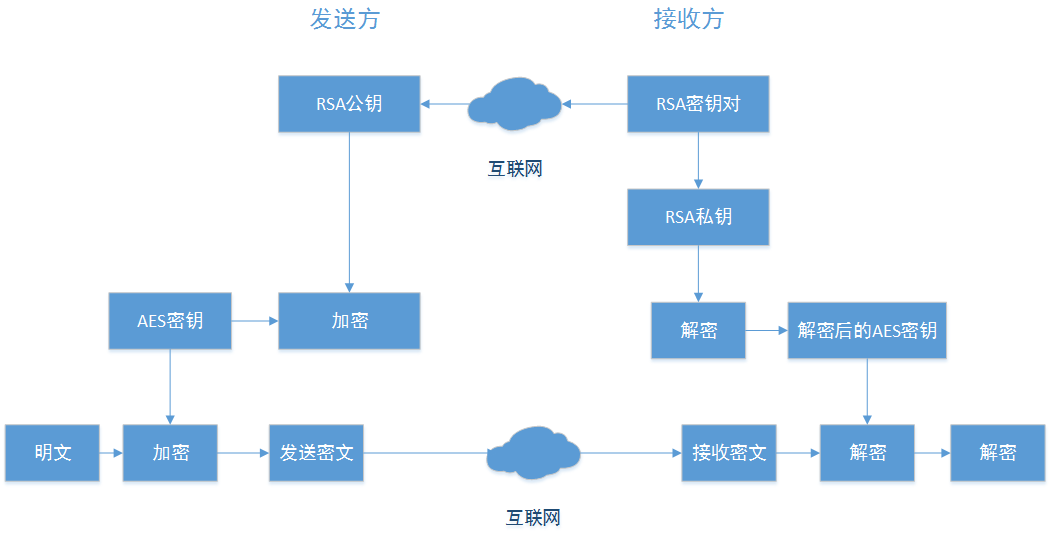 发送方
接收方
RSA公钥
RSA密钥对
互联网
RSA私钥
AES密钥
加密
解密
解密后的AES密钥
明文
加密
发送密文
接收密文
解密
解密
互联网